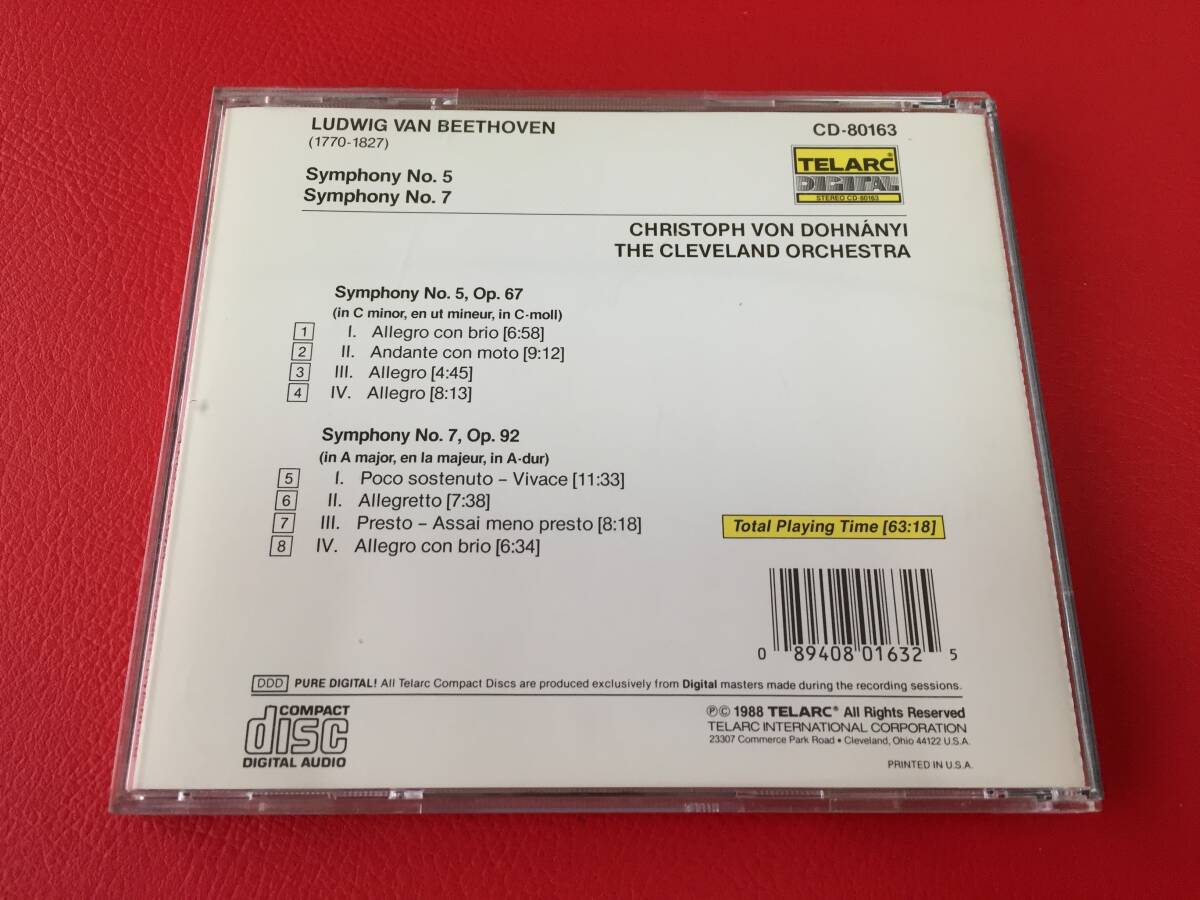 LUDWIG VAN BEETHOVEN
(1770-1827)
CD-80163
TELARC®
DIGITAL
STEREO CD-80163
Symphony No. 5
Symphony No. 7
CHRISTOPH VON DOHNÁNYI
THE CLEVELAND ORCHESTRA
Symphony No. 5, Op. 67
(in C minor, en ut mineur, in C-moll)
1 I. Allegro con brio [6:58]
2 II. Andante con moto [9:12]
3 III. Allegro [4:45]
4 IV. Allegro [8:13]
Symphony No. 7, Op. 92
(in A major, en la majeur, in A-dur)
5 I. Poco sostenuto – Vivace [11:33]
6 II. Allegretto [7:38]
7 III. Presto – Assai meno presto [8:18]
8 IV. Allegro con brio [6:34]
Total Playing Time [63:18]
0 89408 01632 5
DDD PURE DIGITAL! All Telarc Compact Discs are produced exclusively from Digital masters made during the recording sessions.
COMPACT
disc
DIGITAL AUDIO
℗© 1988 TELARC® All Rights Reserved
TELARC INTERNATIONAL CORPORATION
23307 Commerce Park Road • Cleveland, Ohio 44122 U.S.A.
PRINTED IN U.S.A.